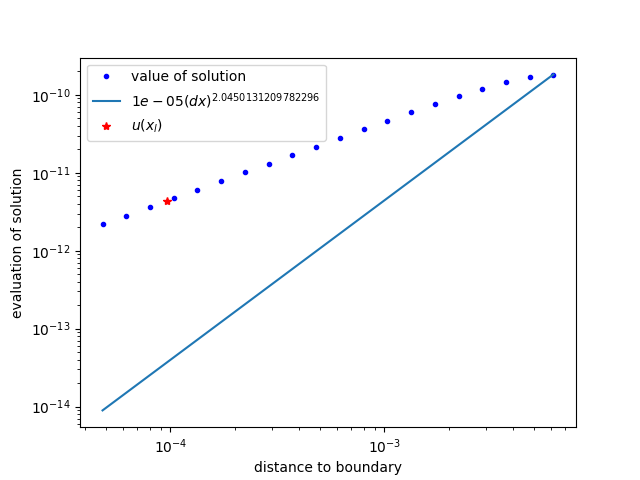 value of solution
1e − 05(dx)^2.0450131209782296
u(x_l)
10^−10
10^−11
10^−12
10^−13
10^−14
evaluation of solution
10^−4
10^−3
distance to boundary